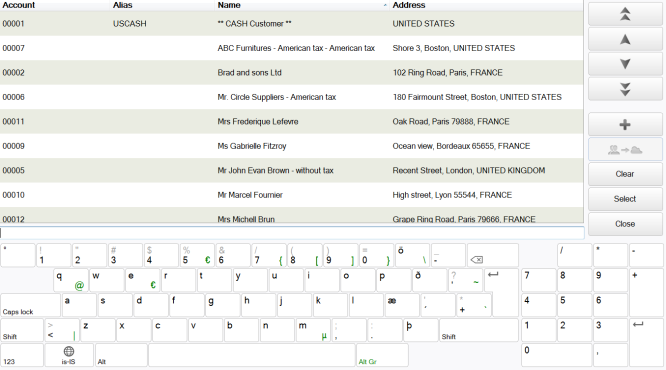 Account Alias Name Address
00001 USCASH ** CASH Customer ** UNITED STATES
00007 ABC Furnitures - American tax - American tax Shore 3, Boston, UNITED STATES
00002 Brad and sons Ltd 102 Ring Road, Paris, FRANCE
00006 Mr. Circle Suppliers - American tax 180 Fairmount Street, Boston, UNITED STATES
00011 Mrs Frederique Lefevre Oak Road, Paris 79888, FRANCE
00009 Ms Gabrielle Fitzroy Ocean view, Bordeaux 65655, FRANCE
00005 Mr John Evan Brown - without tax Recent Street, London, UNITED KINGDOM
00010 Mr Marcel Fournier High street, Lyon 55544, FRANCE
00012 Mrs Michell Brun Grape Ring Road, Paris 79666, FRANCE
Clear
Select
Close
° ! 1 " 2 # 3 $ 4 % 5 € & 6 / 7 { ( 8 [ ) 9 ] = 0 } ö \ _ - / * -
q @ w e € r t y u i o p ð ? ' ~ 7 8 9 +
Caps lock a s d f g h j k l æ ' ´ * + ` 4 5 6
Shift > < | z x c v b n m µ ; , : . þ Shift 1 2 3
123 is-IS Alt Alt Gr 0 ,